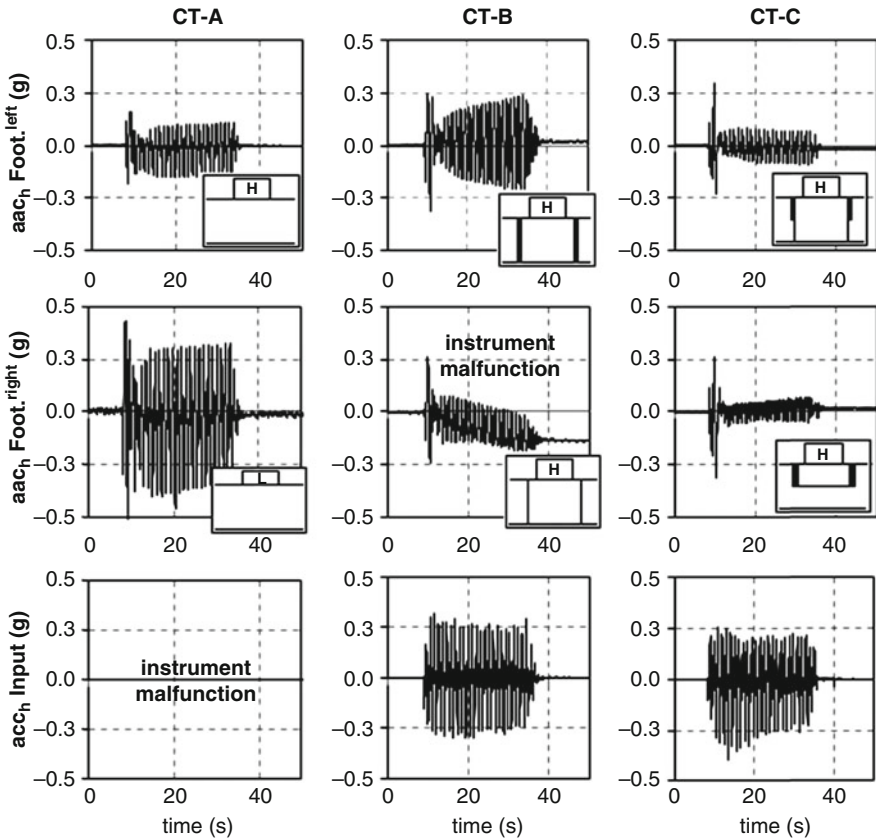 CT-A CT-B CT-C
0.5 0.5 0.5
0.3 0.3 0.3
0.0 0.0 0.0
−0.3 −0.3 −0.3
−0.5 −0.5 −0.5
aac_h Foot.^left (g)
H H H
0 20 40 0 20 40 0 20 40
0.5 0.5 0.5
0.3 0.3 0.3
0.0 0.0 0.0
−0.3 −0.3 −0.3
−0.5 −0.5 −0.5
aac_h Foot.^right (g)
instrument
malfunction
L H H
0 20 40 0 20 40 0 20 40
0.5 0.5 0.5
0.3 0.3 0.3
0.0 0.0 0.0
−0.3 −0.3 −0.3
−0.5 −0.5 −0.5
acc_h Input (g)
instrument
malfunction
0 20 40 0 20 40 0 20 40
time (s) time (s) time (s)